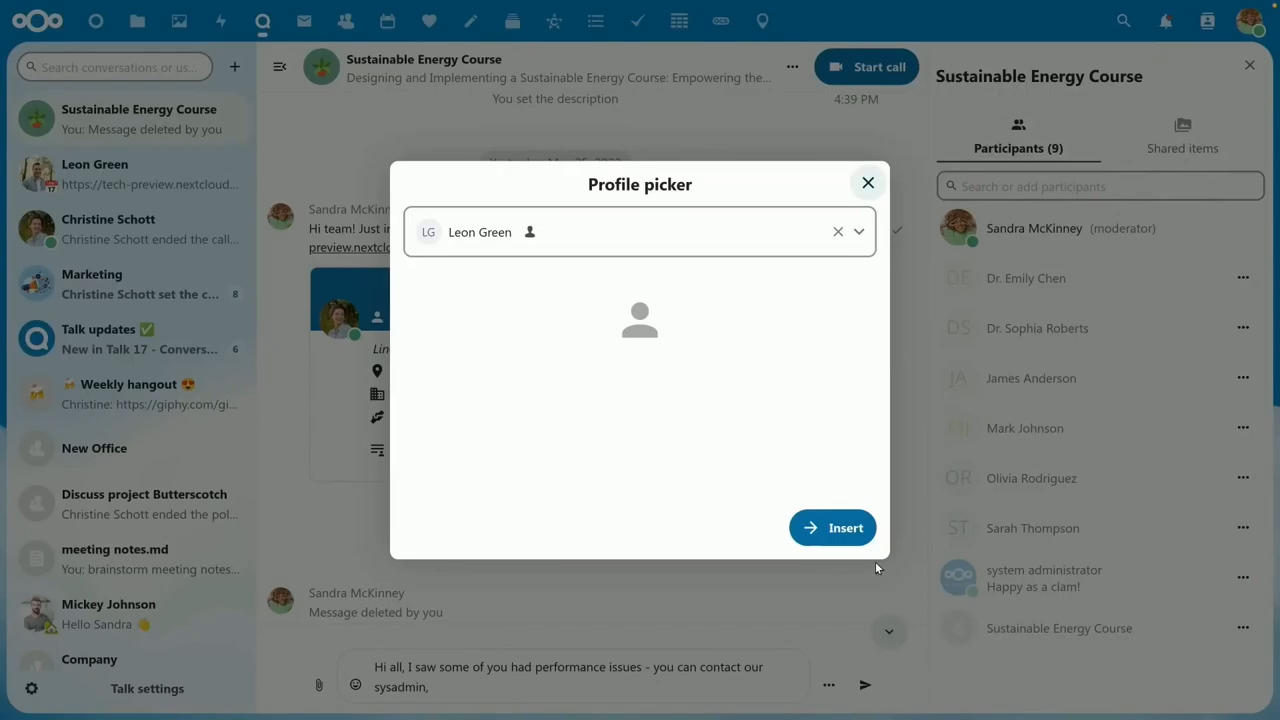 Search conversations or us...
Sustainable Energy Course
You: Message deleted by you
Leon Green
https://tech-preview.nextcloud...
17
Christine Schott
Christine Schott ended the call...
Marketing
Christine Schott set the c...
8
Talk updates ✅
New in Talk 17 - Convers...
6
🍻 Weekly hangout 😍
Christine: https://giphy.com/gi...
New Office
Discuss project Butterscotch
Christine Schott ended the pol...
meeting notes.md
You: brainstorm meeting notes...
Mickey Johnson
Hello Sandra 👋
Company
Talk settings
Sustainable Energy Course
Designing and Implementing a Sustainable Energy Course: Empowering the...
Start call
You set the description
4:39 PM
Sandra McKinn
Hi team! Just i
preview.nextcl
Profile picker
LG
Leon Green
Insert
Sandra McKinney
Message deleted by you
Hi all, I saw some of you had performance issues - you can contact our
sysadmin,
Sustainable Energy Course
Participants (9)
Shared items
Search or add participants
Sandra McKinney (moderator)
DE
Dr. Emily Chen
DS
Dr. Sophia Roberts
JA
James Anderson
MJ
Mark Johnson
OR
Olivia Rodriguez
ST
Sarah Thompson
system administrator
Happy as a clam!
Sustainable Energy Course